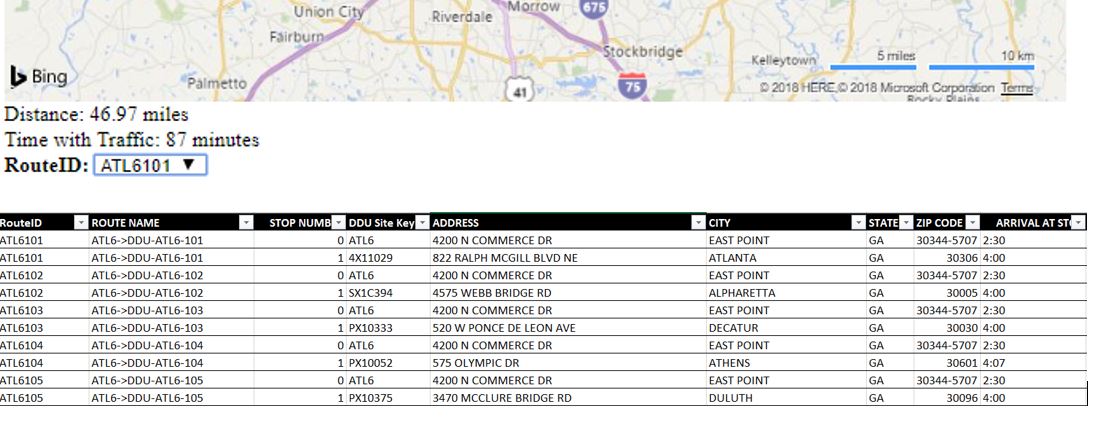 Union City
Morrow
675
Riverdale
Fairburn
Stockbridge
Kelleytown
5 miles
10 km
Bing
Palmetto
41
75
© 2018 HERE,© 2018 Microsoft Corporation Terms
Rocky Plains
Distance: 46.97 miles
Time with Traffic: 87 minutes
RouteID: ATL6101
RouteID ROUTE NAME STOP NUMB DDU Site Key ADDRESS CITY STATE ZIP CODE ARRIVAL AT STO
ATL6101 ATL6->DDU-ATL6-101 0 ATL6 4200 N COMMERCE DR EAST POINT GA 30344-5707 2:30
ATL6101 ATL6->DDU-ATL6-101 1 4X11029 822 RALPH MCGILL BLVD NE ATLANTA GA 30306 4:00
ATL6102 ATL6->DDU-ATL6-102 0 ATL6 4200 N COMMERCE DR EAST POINT GA 30344-5707 2:30
ATL6102 ATL6->DDU-ATL6-102 1 SX1C394 4575 WEBB BRIDGE RD ALPHARETTA GA 30005 4:00
ATL6103 ATL6->DDU-ATL6-103 0 ATL6 4200 N COMMERCE DR EAST POINT GA 30344-5707 2:30
ATL6103 ATL6->DDU-ATL6-103 1 PX10333 520 W PONCE DE LEON AVE DECATUR GA 30030 4:00
ATL6104 ATL6->DDU-ATL6-104 0 ATL6 4200 N COMMERCE DR EAST POINT GA 30344-5707 2:30
ATL6104 ATL6->DDU-ATL6-104 1 PX10052 575 OLYMPIC DR ATHENS GA 30601 4:07
ATL6105 ATL6->DDU-ATL6-105 0 ATL6 4200 N COMMERCE DR EAST POINT GA 30344-5707 2:30
ATL6105 ATL6->DDU-ATL6-105 1 PX10375 3470 MCCLURE BRIDGE RD DULUTH GA 30096 4:00